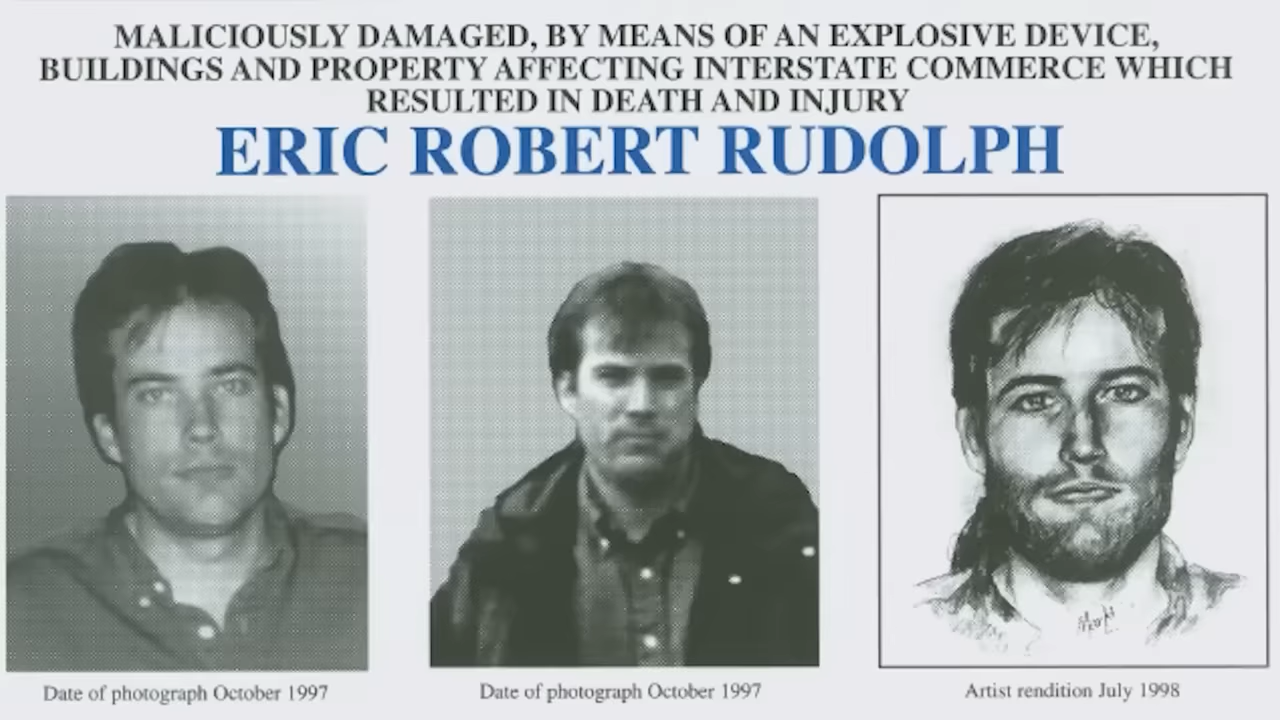 MALICIOUSLY DAMAGED, BY MEANS OF AN EXPLOSIVE DEVICE,
BUILDINGS AND PROPERTY AFFECTING INTERSTATE COMMERCE WHICH
RESULTED IN DEATH AND INJURY
ERIC ROBERT RUDOLPH
Date of photograph October 1997
Date of photograph October 1997
Artist rendition July 1998